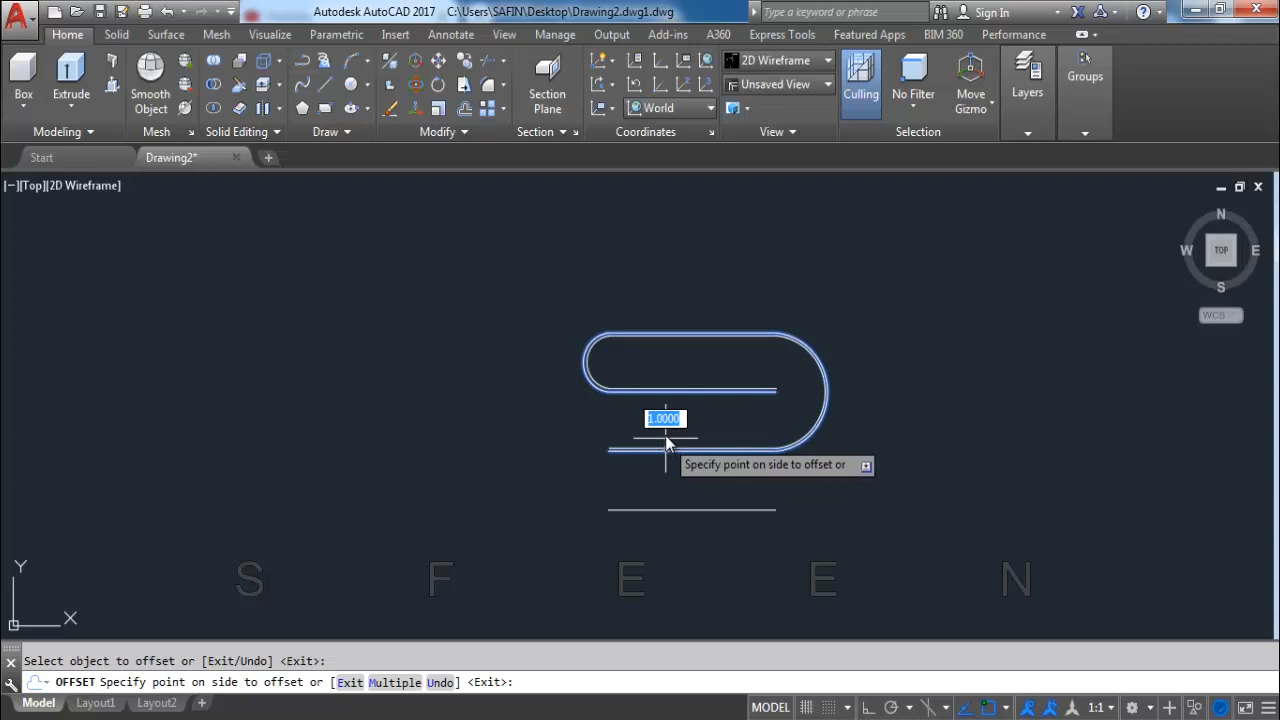 Autodesk AutoCAD 2017 C:\Users\SAFIN\Desktop\Drawing2.dwg1.dwg Type a keyword or phrase Sign In
Home Solid Surface Mesh Visualize Parametric Insert Annotate View Manage Output Add-ins A360 Express Tools Featured Apps BIM 360 Performance
2D Wireframe
Unsaved View
World
Box Extrude Smooth Object Section Plane Culling No Filter Move Gizmo Layers Groups
Modeling Mesh Solid Editing Draw Modify Section Coordinates View Selection
Start Drawing2*
[−][Top][2D Wireframe]
N
W TOP E
S
WCS
1.0000
Specify point on side to offset or
S F E E N
Y
X
Select object to offset or [Exit/Undo] <Exit>:
OFFSET Specify point on side to offset or [Exit Multiple Undo] <Exit>:
Model Layout1 Layout2 + MODEL 1:1